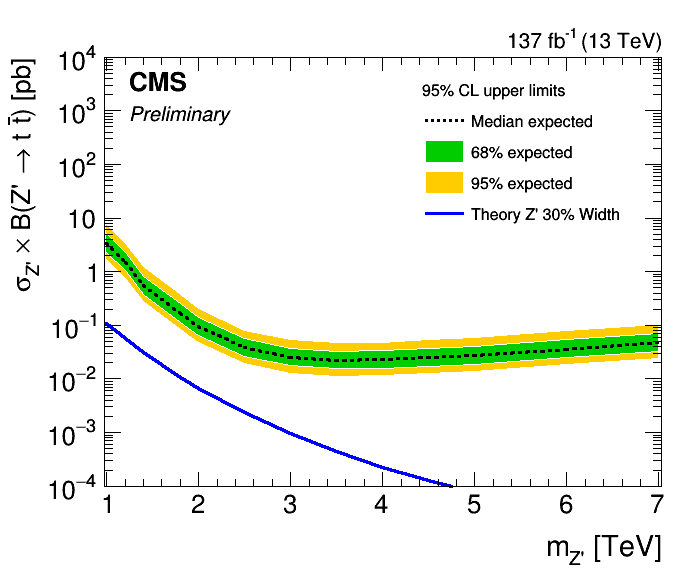 137 fb⁻¹ (13 TeV)
CMS
Preliminary
95% CL upper limits
Median expected
68% expected
95% expected
Theory Z' 30% Width
σ_Z' × B(Z' → t t̄) [pb]
10⁴
10³
10²
10
1
10⁻¹
10⁻²
10⁻³
10⁻⁴
1 2 3 4 5 6 7
m_Z' [TeV]